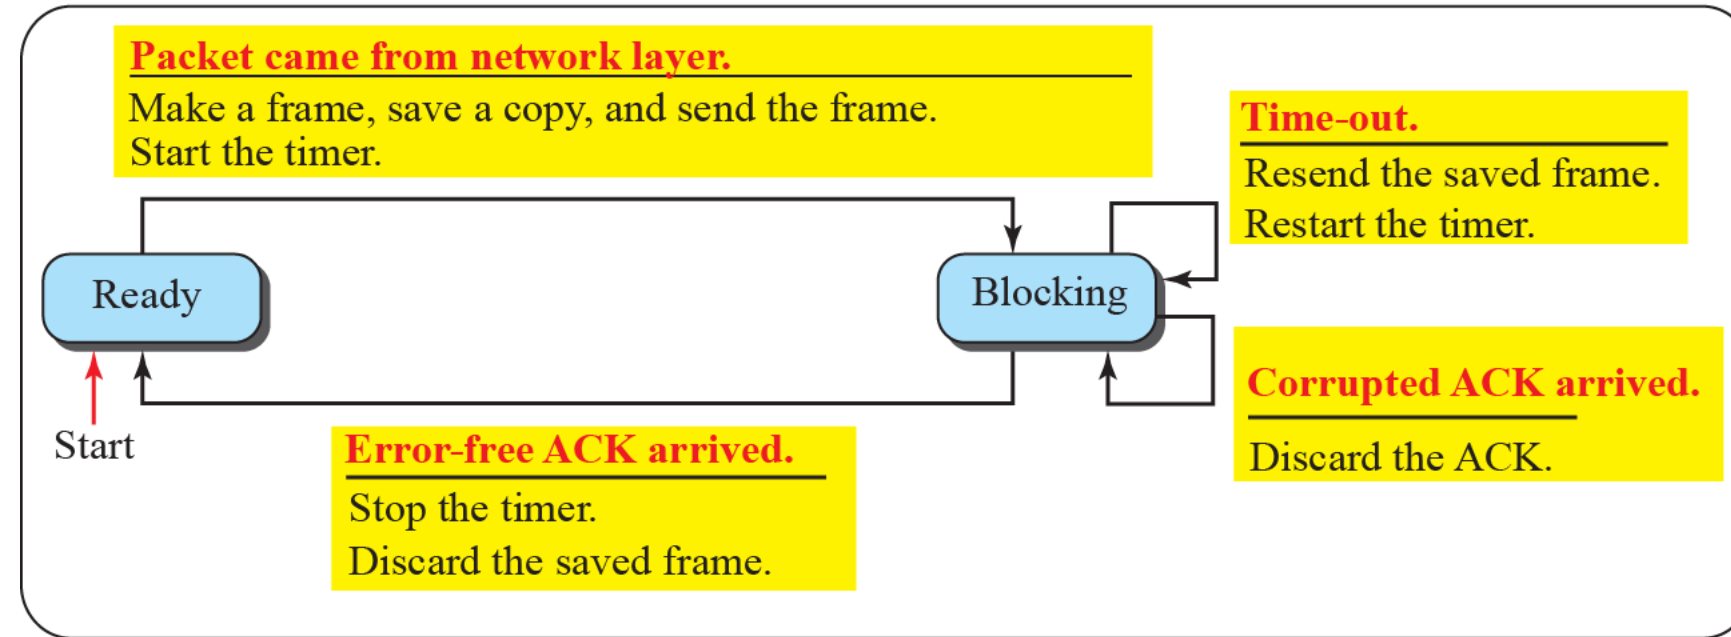 Packet came from network layer.
Make a frame, save a copy, and send the frame.
Start the timer.
Time-out.
Resend the saved frame.
Restart the timer.
Ready
Blocking
Start
Error-free ACK arrived.
Stop the timer.
Discard the saved frame.
Corrupted ACK arrived.
Discard the ACK.